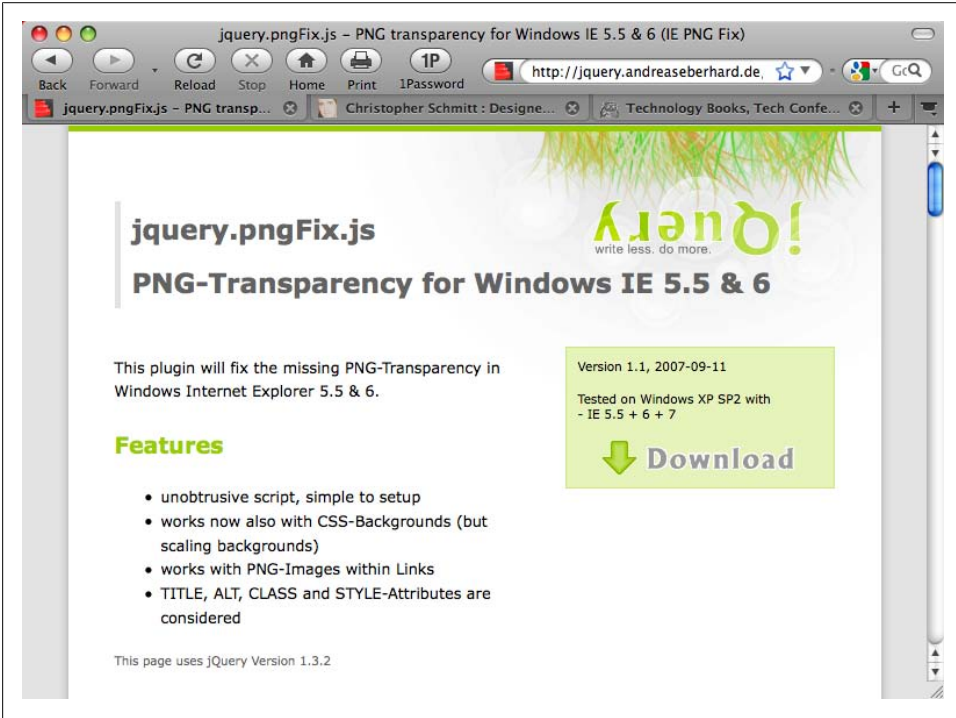 jquery.pngFix.js – PNG transparency for Windows IE 5.5 & 6 (IE PNG Fix)
1P
http://jquery.andreaseberhard.de
Back Forward Reload Stop Home Print 1Password
jquery.pngFix.js – PNG transp... Christopher Schmitt : Designe... Technology Books, Tech Confe...
jQuery
write less. do more.
jquery.pngFix.js
PNG-Transparency for Windows IE 5.5 & 6
This plugin will fix the missing PNG-Transparency in
Windows Internet Explorer 5.5 & 6.
Features
• unobtrusive script, simple to setup
• works now also with CSS-Backgrounds (but
scaling backgrounds)
• works with PNG-Images within Links
• TITLE, ALT, CLASS and STYLE-Attributes are
considered
This page uses jQuery Version 1.3.2
Version 1.1, 2007-09-11
Tested on Windows XP SP2 with
- IE 5.5 + 6 + 7
Download